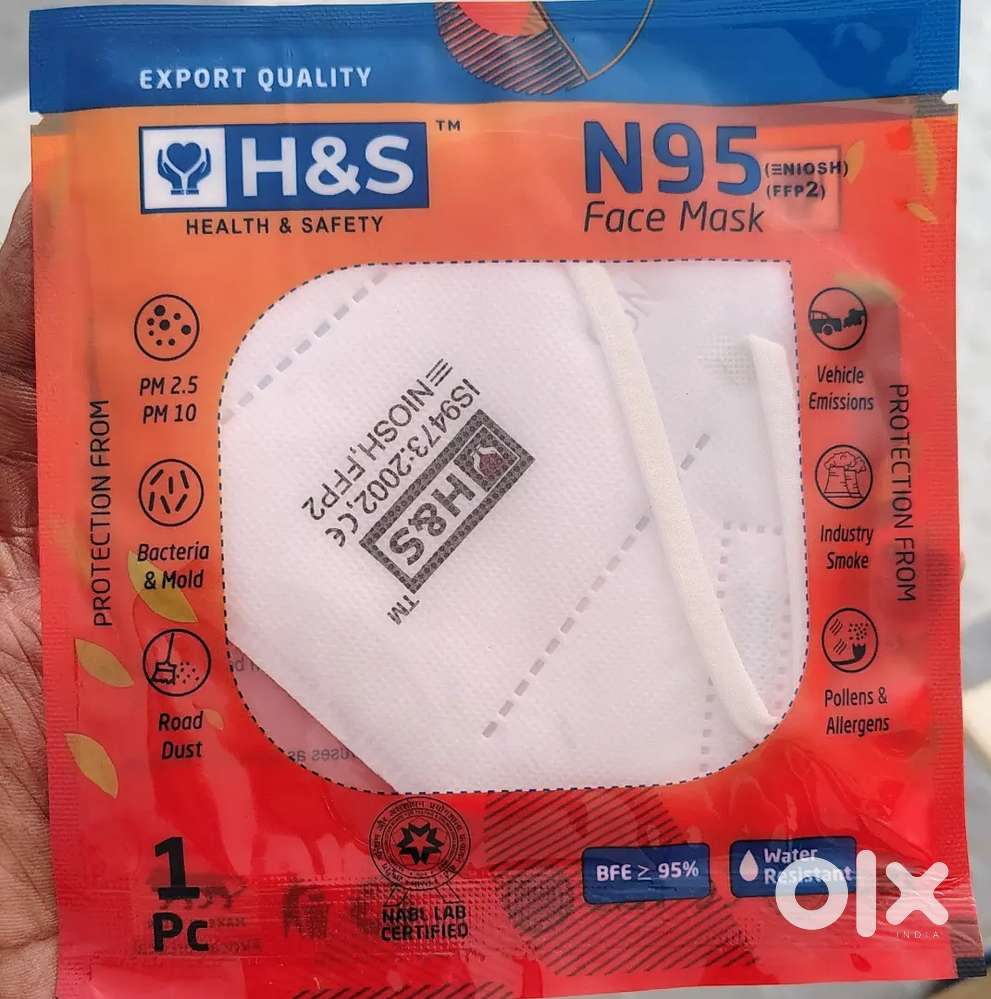 EXPORT QUALITY
H&S™
HEALTH & SAFETY
N95
(≡NIOSH)
(FFP2)
Face Mask
PROTECTION FROM
PM 2.5
PM 10
Bacteria
& Mold
Road
Dust
IS9473:2002.CE
≡NIOSH,FFP2
H&S™
PROTECTION FROM
Vehicle
Emissions
Industry
Smoke
Pollens &
Allergens
1
Pc
NABL LAB
CERTIFIED
BFE ≥ 95%
Water
Resistant
olx
INDIA